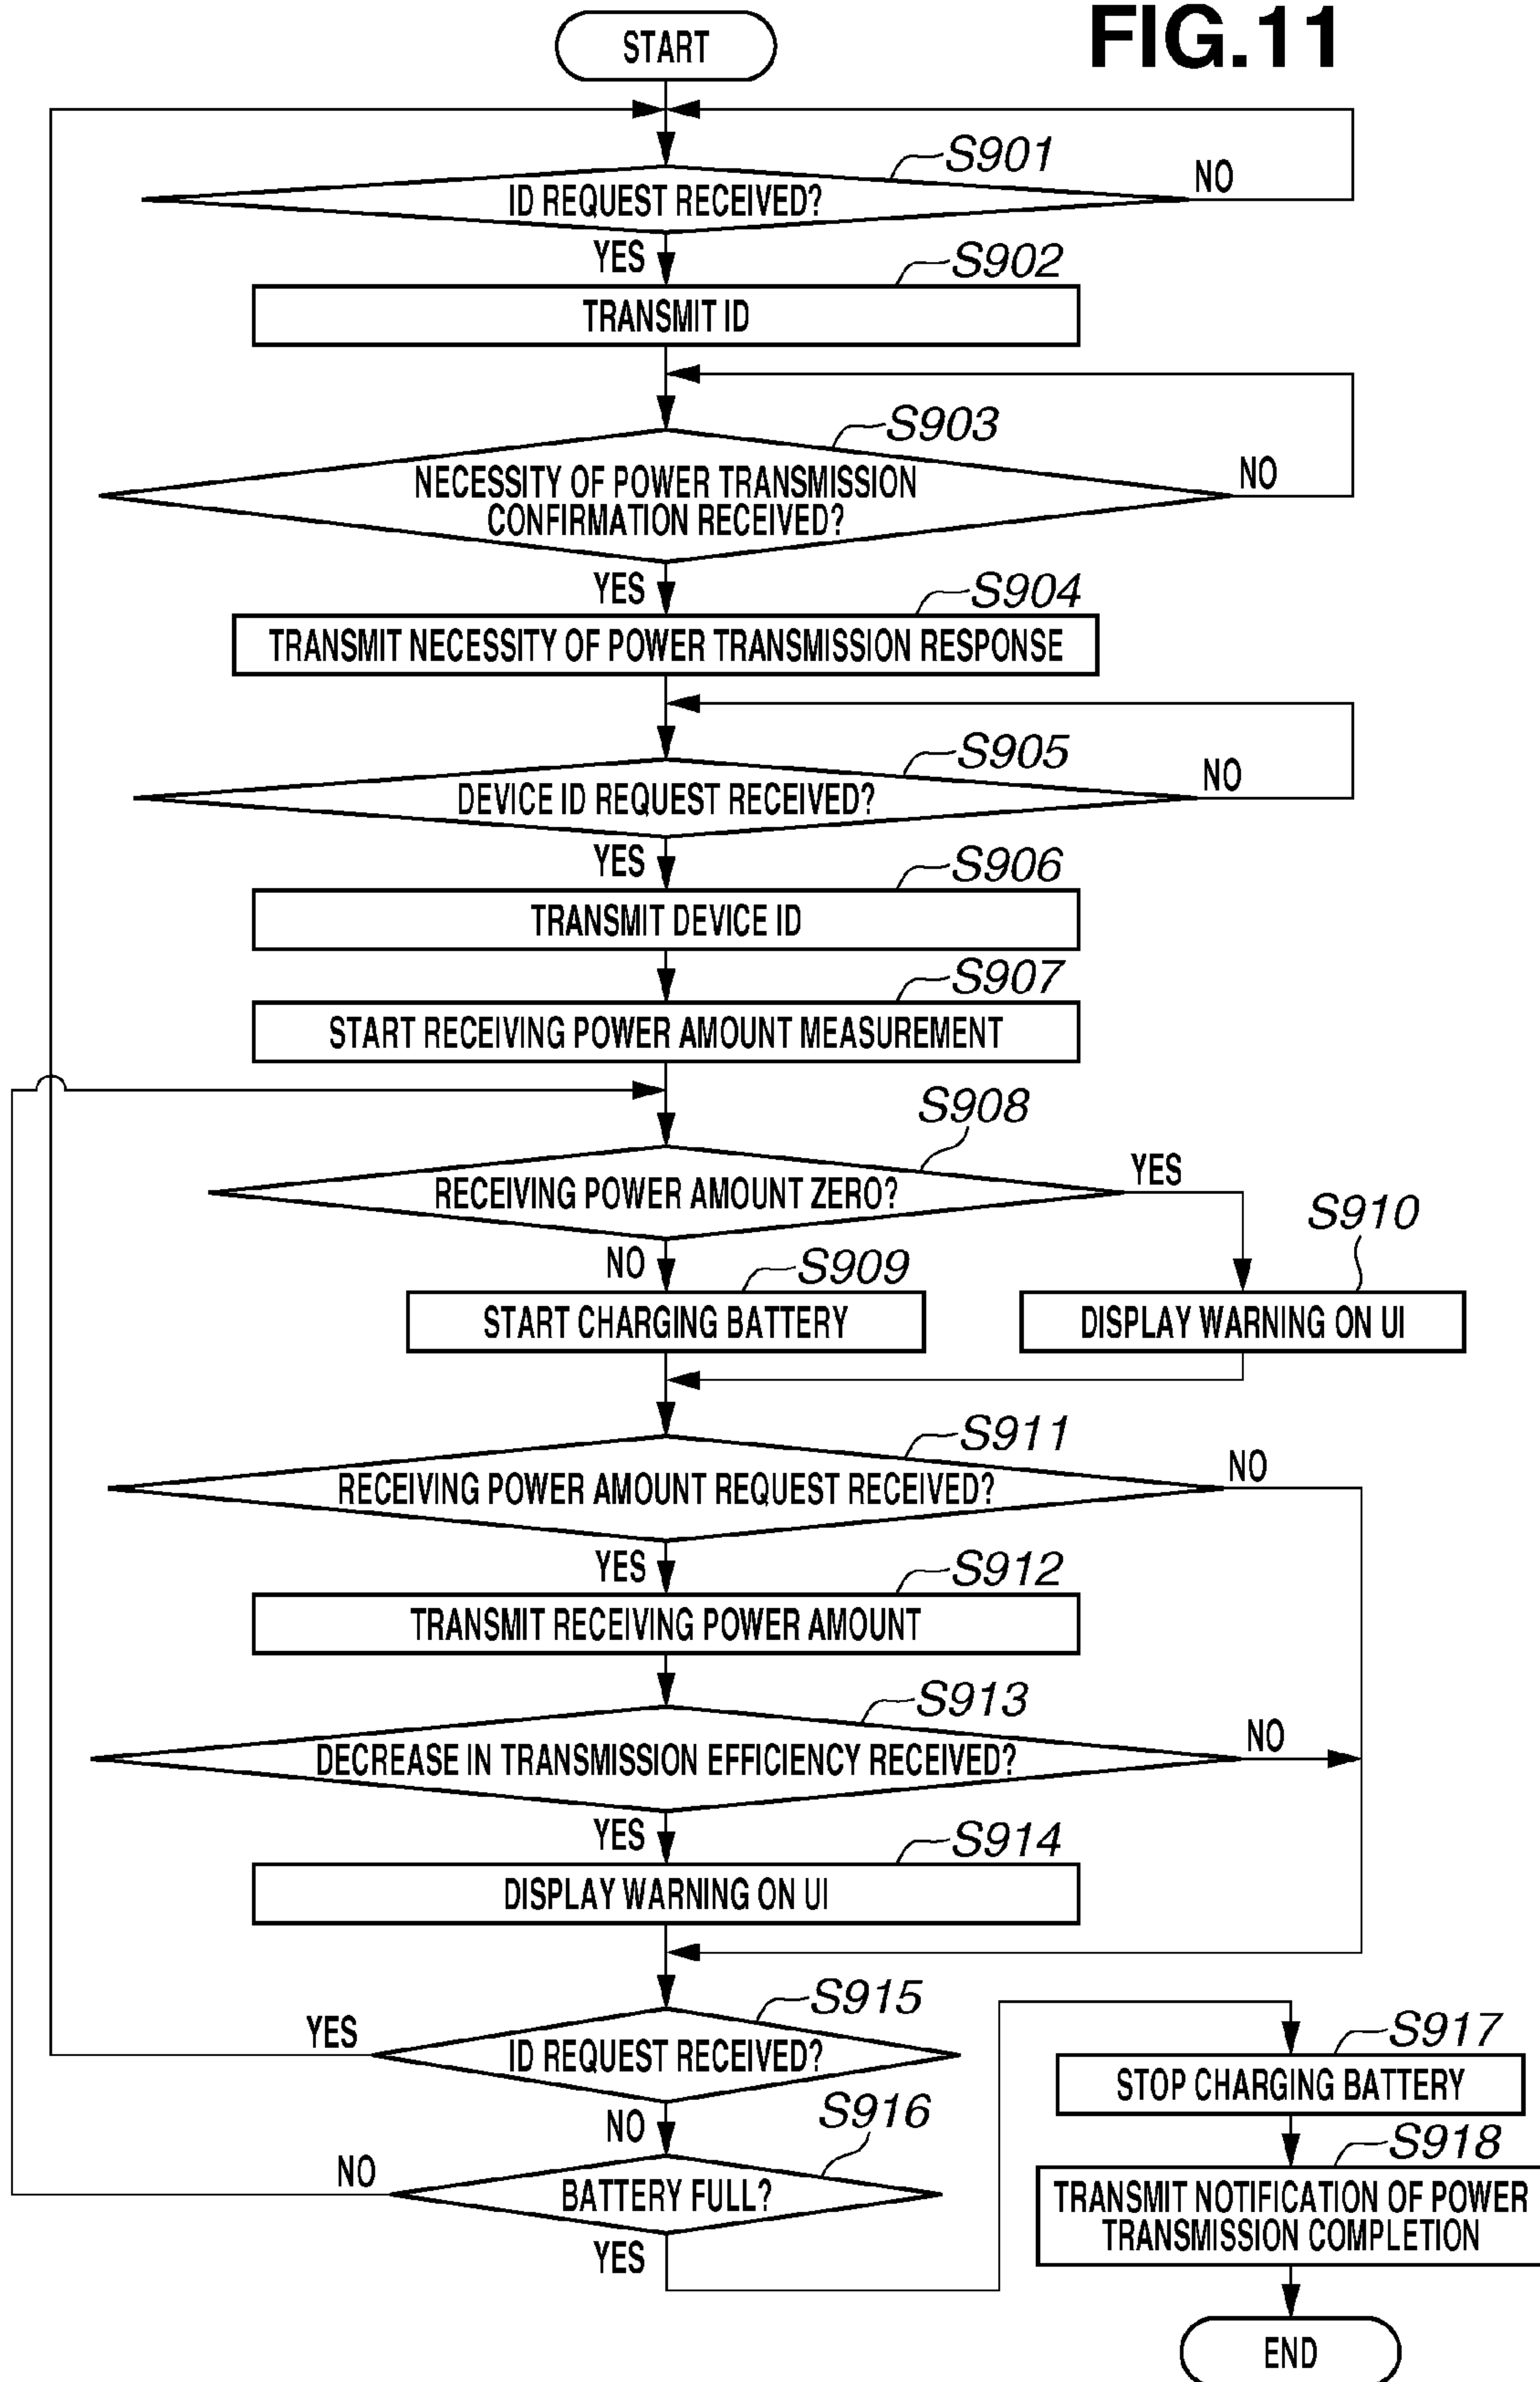 FIG.11
START
S901
ID REQUEST RECEIVED?
NO
YES
S902
TRANSMIT ID
S903
NECESSITY OF POWER TRANSMISSION
CONFIRMATION RECEIVED?
NO
YES
S904
TRANSMIT NECESSITY OF POWER TRANSMISSION RESPONSE
S905
DEVICE ID REQUEST RECEIVED?
NO
YES
S906
TRANSMIT DEVICE ID
S907
START RECEIVING POWER AMOUNT MEASUREMENT
S908
RECEIVING POWER AMOUNT ZERO?
YES
NO
S909
START CHARGING BATTERY
S910
DISPLAY WARNING ON UI
S911
RECEIVING POWER AMOUNT REQUEST RECEIVED?
NO
YES
S912
TRANSMIT RECEIVING POWER AMOUNT
S913
DECREASE IN TRANSMISSION EFFICIENCY RECEIVED?
NO
YES
S914
DISPLAY WARNING ON UI
S915
ID REQUEST RECEIVED?
YES
NO
S916
BATTERY FULL?
NO
YES
S917
STOP CHARGING BATTERY
S918
TRANSMIT NOTIFICATION OF POWER
TRANSMISSION COMPLETION
END